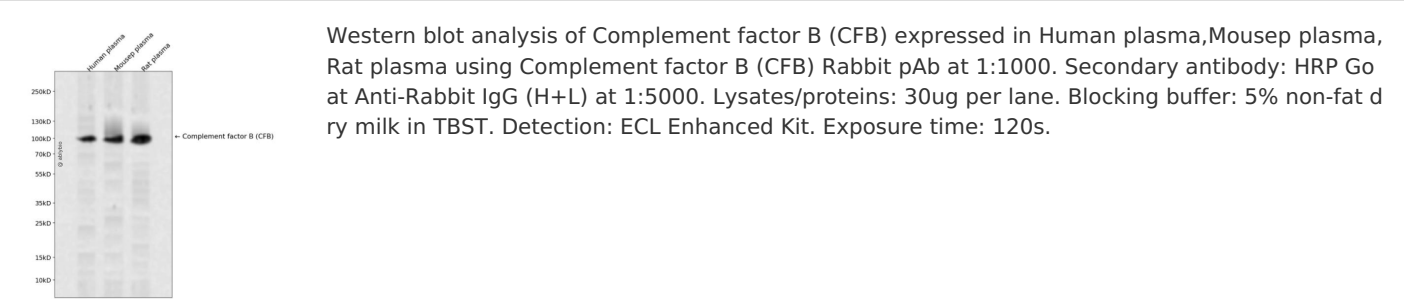 Human plasma
Mousep plasma
Rat plasma
250kD
130kD
100kD
70kD
55kD
35kD
25kD
15kD
10kD
← Complement factor B (CFB)
Western blot analysis of Complement factor B (CFB) expressed in Human plasma,Mousep plasma,
Rat plasma using Complement factor B (CFB) Rabbit pAb at 1:1000. Secondary antibody: HRP Go
at Anti-Rabbit IgG (H+L) at 1:5000. Lysates/proteins: 30ug per lane. Blocking buffer: 5% non-fat d
ry milk in TBST. Detection: ECL Enhanced Kit. Exposure time: 120s.